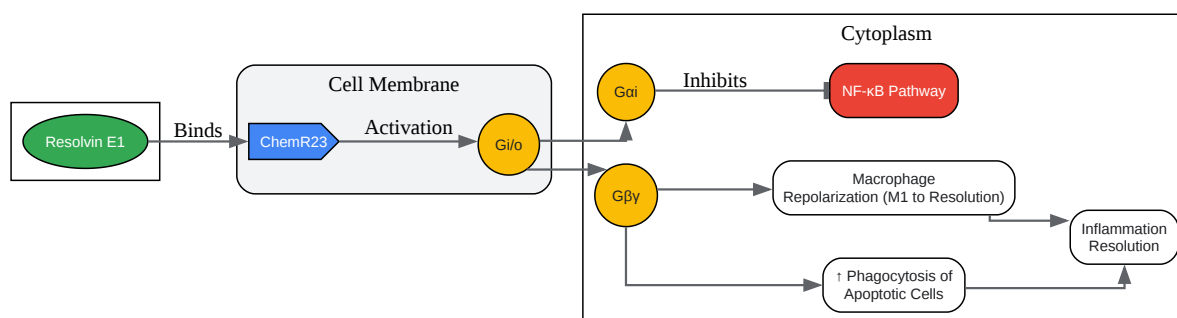 Cytoplasm
Cell Membrane
Resolvin E1
Binds
ChemR23
Activation
Gi/o
Gαi
Inhibits
NF-κB Pathway
Gβγ
Macrophage
Repolarization (M1 to Resolution)
↑ Phagocytosis of
Apoptotic Cells
Inflammation
Resolution